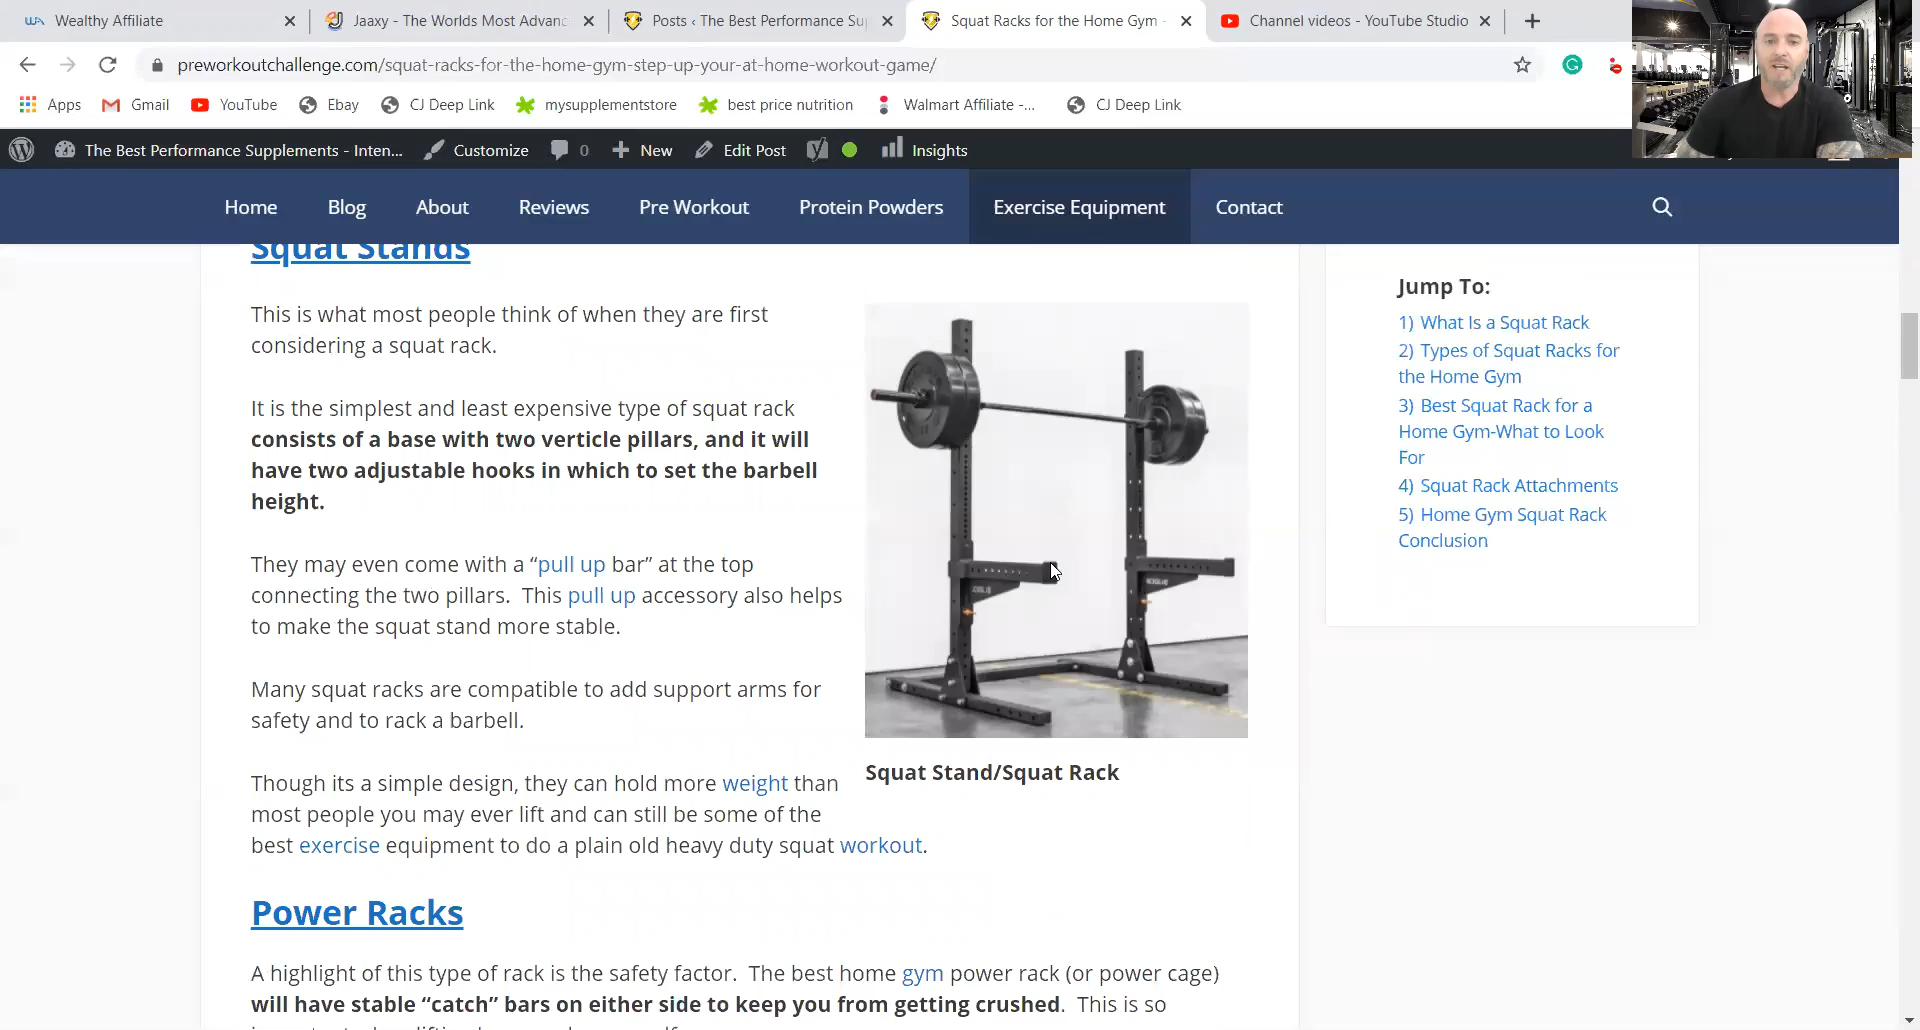 Wealthy Affiliate
Jaaxy - The Worlds Most Advanc
Posts ‹ The Best Performance Su
Squat Racks for the Home Gym -
Channel videos - YouTube Studio
preworkoutchallenge.com/squat-racks-for-the-home-gym-step-up-your-at-home-workout-game/
Apps
Gmail
YouTube
Ebay
CJ Deep Link
mysupplementstore
best price nutrition
Walmart Affiliate -...
CJ Deep Link
The Best Performance Supplements - Inten...
Customize
0
New
Edit Post
Insights
Home
Blog
About
Reviews
Pre Workout
Protein Powders
Exercise Equipment
Contact
Squat Stands
This is what most people think of when they are first
considering a squat rack.
It is the simplest and least expensive type of squat rack
consists of a base with two verticle pillars, and it will
have two adjustable hooks in which to set the barbell
height.
They may even come with a “pull up bar” at the top
connecting the two pillars. This pull up accessory also helps
to make the squat stand more stable.
Many squat racks are compatible to add support arms for
safety and to rack a barbell.
Though its a simple design, they can hold more weight than
most people you may ever lift and can still be some of the
best exercise equipment to do a plain old heavy duty squat workout.
Squat Stand/Squat Rack
Power Racks
A highlight of this type of rack is the safety factor. The best home gym power rack (or power cage)
will have stable “catch” bars on either side to keep you from getting crushed. This is so
Jump To:
1) What Is a Squat Rack
2) Types of Squat Racks for
the Home Gym
3) Best Squat Rack for a
Home Gym-What to Look
For
4) Squat Rack Attachments
5) Home Gym Squat Rack
Conclusion